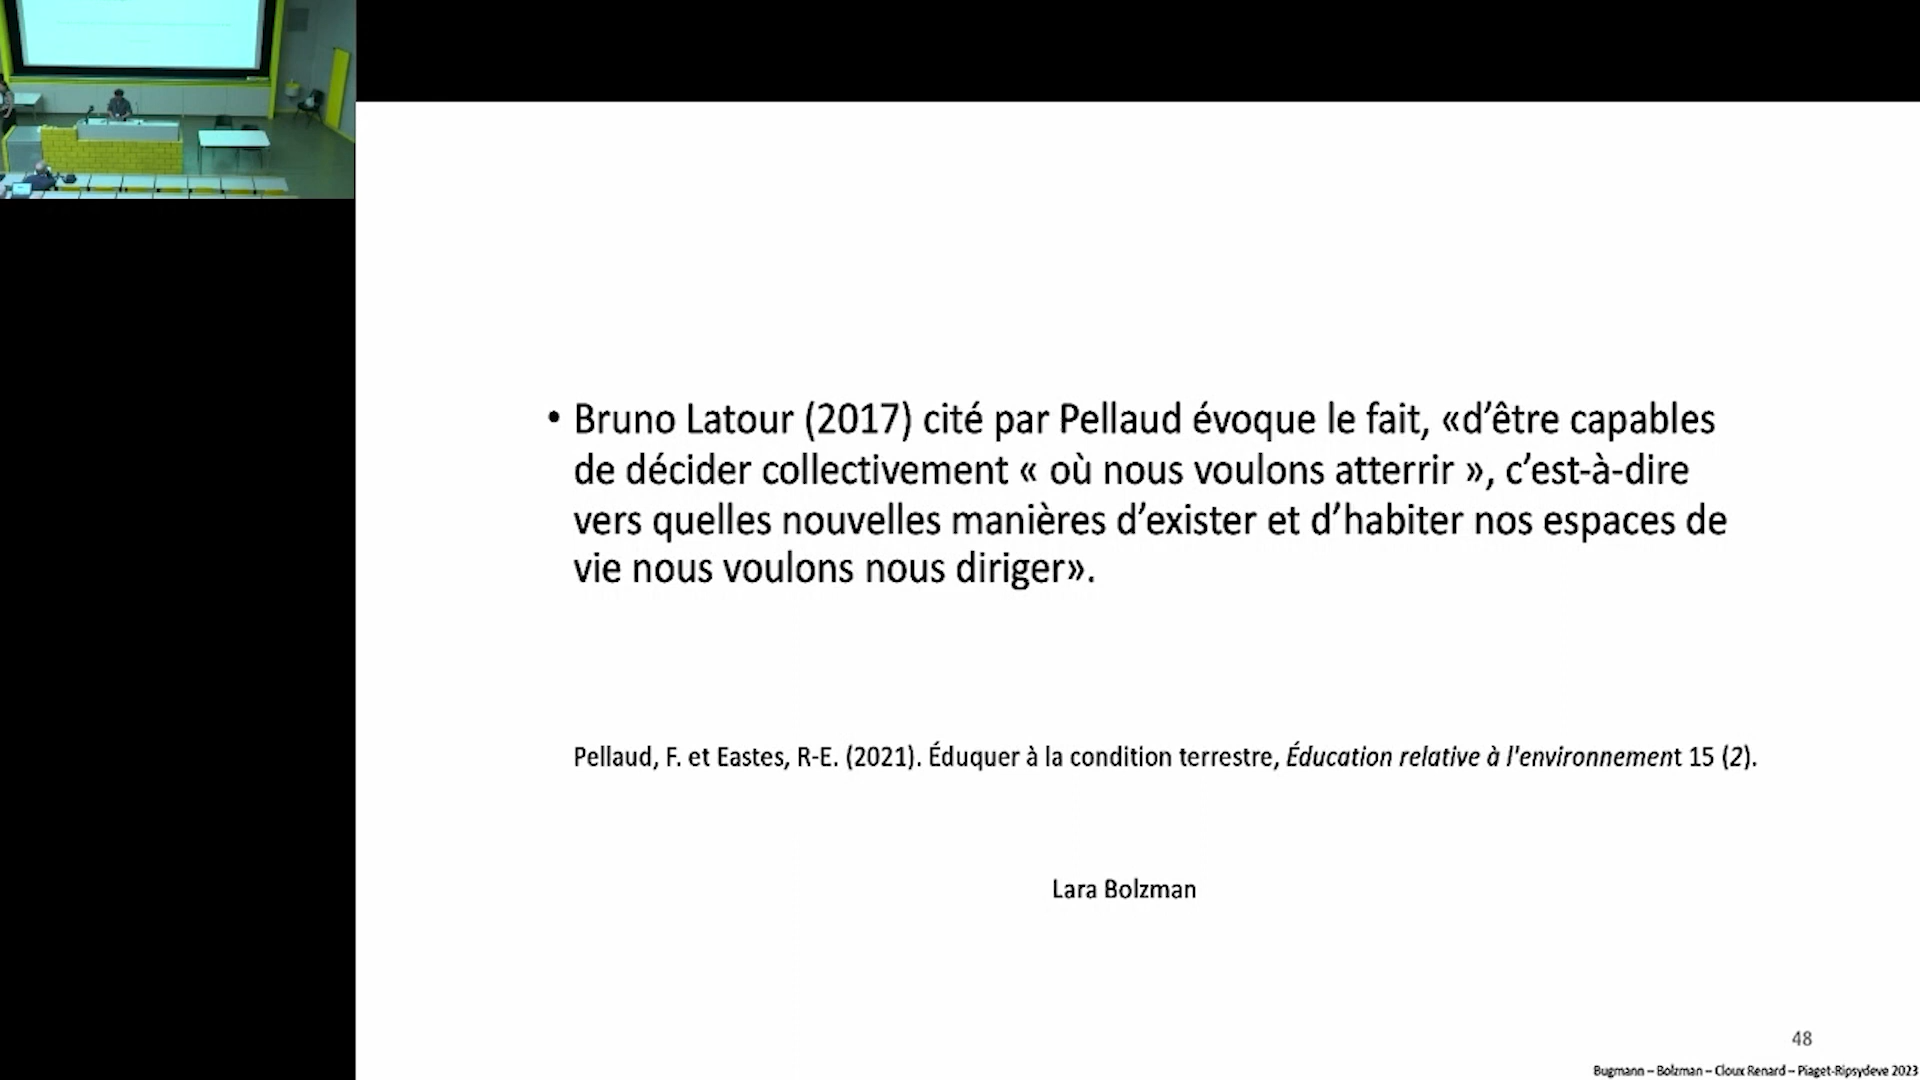 • Bruno Latour (2017) cité par Pellaud évoque le fait, «d’être capables
de décider collectivement « où nous voulons atterrir », c’est-à-dire
vers quelles nouvelles manières d’exister et d’habiter nos espaces de
vie nous voulons nous diriger».
Pellaud, F. et Eastes, R-E. (2021). Éduquer à la condition terrestre, Éducation relative à l'environnement 15 (2).
Lara Bolzman
48
Bugmann – Bolzman – Cloux Renard – Piaget-Ripsydeve 2023